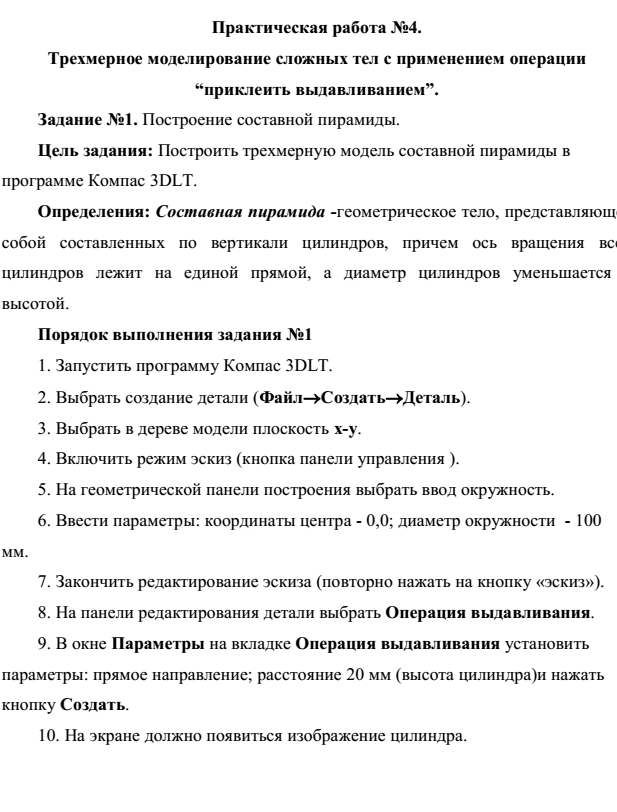 Практическая работа №4.
Трехмерное моделирование сложных тел с применением операции
“приклеить выдавливанием”.
Задание №1. Построение составной пирамиды.
Цель задания: Построить трехмерную модель составной пирамиды в
программе Компас 3DLT.
Определения: Составная пирамида -геометрическое тело,
собой составленных по вертикали цилиндров, причем ось вращения
цилиндров лежит на единой прямой, а диаметр цилиндров уменьшается
высотой.
Порядок выполнения задания №1
1. Запустить программу Компас 3DLT.
2. Выбрать создание детали (Файл→Создать→Деталь).
3. Выбрать в дереве модели плоскость x-y.
4. Включить режим эскиз (кнопка панели управления ).
5. На геометрической панели построения выбрать ввод окружность.
6. Ввести параметры: координаты центра - 0,0; диаметр окружности - 100
мм.
7. Закончить редактирование эскиза (повторно нажать на кнопку «эскиз»).
8. На панели редактирования детали выбрать Операция выдавливания.
9. В окне Параметры на вкладке Операция выдавливания установить
параметры: прямое направление; расстояние 20 мм (высота цилиндра)и нажать
кнопку Создать.
10. На экране должно появиться изображение цилиндра.